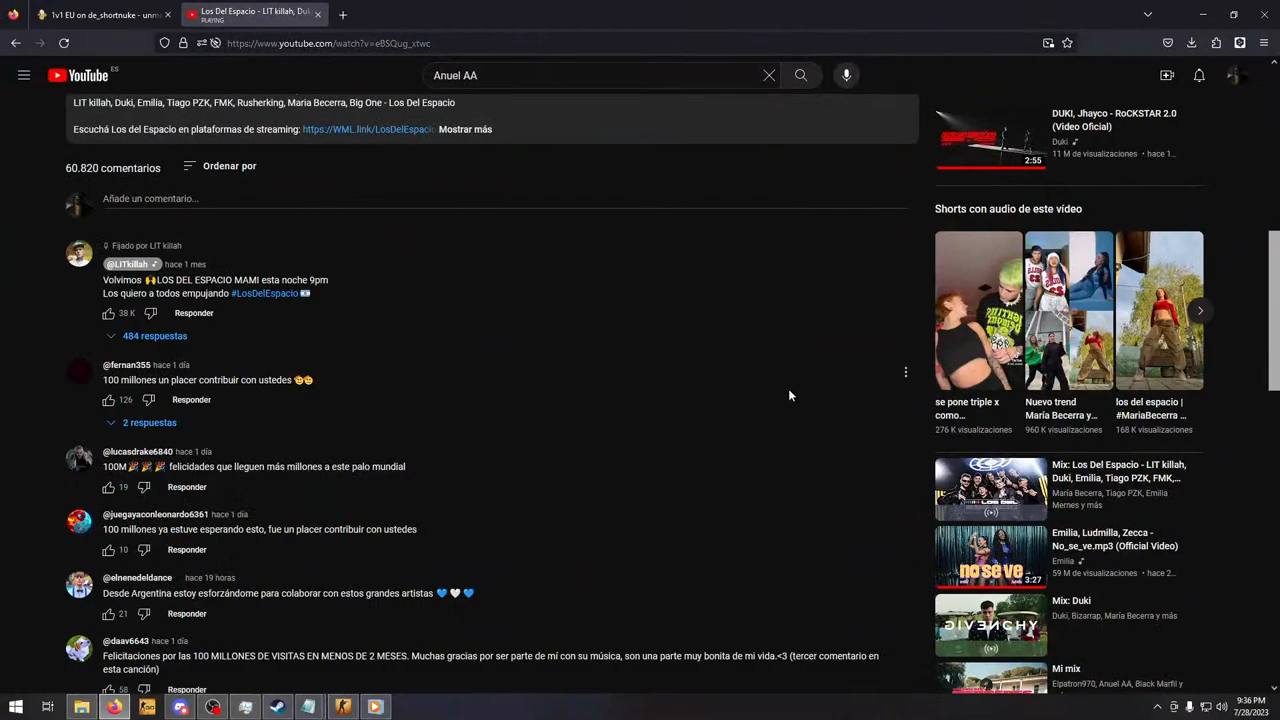 1v1 EU on de_shortnuke - unma
Los Del Espacio - LIT killah, Du
PLAYING
https://www.youtube.com/watch?v=eBSQug_xtwc
YouTube ES
Anuel AA
LIT killah, Duki, Emilia, Tiago PZK, FMK, Rusherking, Maria Becerra, Big One - Los Del Espacio
Escuchá Los del Espacio en plataformas de streaming: https://WML.link/LosDelEspacio Mostrar más
60.820 comentarios
Ordenar por
Añade un comentario...
Fijado por LIT killah
@LITkillah hace 1 mes
Volvimos 🙌LOS DEL ESPACIO MAMI esta noche 9pm
Los quiero a todos empujando #LosDelEspacio
38 K Responder
484 respuestas
@fernan355 hace 1 día
100 millones un placer contribuir con ustedes
126 Responder
2 respuestas
@lucasdrake6840 hace 1 día
100M🎉🎉🎉 felicidades que lleguen más millones a este palo mundial
19 Responder
@juegayaconleonardo6361 hace 1 día
100 millones ya estuve esperando esto, fue un placer contribuir con ustedes
10 Responder
@elnenedeldance hace 19 horas
Desde Argentina estoy esforzándome para colaborar con estos grandes artistas 💙🤍💙
21 Responder
@daav6643 hace 1 día
Felicitaciones por las 100 MILLONES DE VISITAS EN MENOS DE 2 MESES. Muchas gracias por ser parte de mi con su música, son una parte muy bonita de mi vida.<3 (tercer comentario en
esta canción)
58 Responder
DUKI, Jhayco - RoCKSTAR 2.0
(Video Oficial)
Duki
11 M de visualizaciones • hace 1...
2:55
Shorts con audio de este vídeo
se pone triple x
como...
276 K visualizaciones
Nuevo trend
María Becerra y...
960 K visualizaciones
los del espacio |
#MariaBecerra ...
168 K visualizaciones
Mix: Los Del Espacio - LIT killah,
Duki, Emilia, Tiago PZK, FMK,...
María Becerra, Tiago PZK, Emilia
Mernes y más
Emilia, Ludmilla, Zecca -
No_se_ve.mp3 (Official Video)
Emilia
59 M de visualizaciones • hace 2...
no se ve
3:27
Mix: Duki
Duki, Bizarrap, María Becerra y más
GIVENCHY
Mi mix
Elpatron970, Anuel AA, Black Marfil y
9:36 PM
7/28/2023